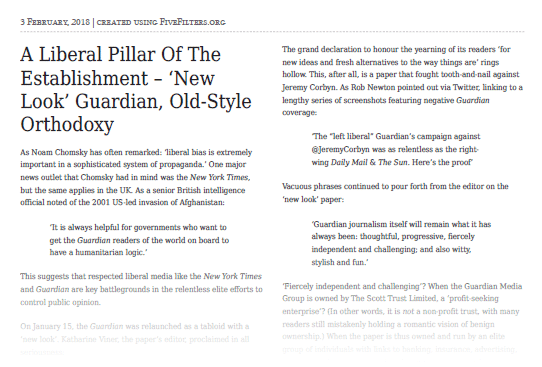 3 February, 2018 | created using FiveFilters.org
A Liberal Pillar Of The
Establishment – ‘New
Look’ Guardian, Old-Style
Orthodoxy
As Noam Chomsky has often remarked: ‘liberal bias is extremely
important in a sophisticated system of propaganda.’ One major
news outlet that Chomsky had in mind was the New York Times,
but the same applies in the UK. As a senior British intelligence
official noted of the 2001 US-led invasion of Afghanistan:
‘It is always helpful for governments who want to
get the Guardian readers of the world on board to
have a humanitarian logic.’
This suggests that respected liberal media like the New York Times
and Guardian are key battlegrounds in the relentless elite efforts to
control public opinion.
On January 15, the Guardian was relaunched as a tabloid with a
‘new look’. Katharine Viner, the paper’s editor, proclaimed in all
The grand declaration to honour the yearning of its readers ‘for
new ideas and fresh alternatives to the way things are’ rings
hollow. This, after all, is a paper that fought tooth-and-nail against
Jeremy Corbyn. As Rob Newton pointed out via Twitter, linking to a
lengthy series of screenshots featuring negative Guardian
coverage:
‘The “left liberal” Guardian’s campaign against
@JeremyCorbyn was as relentless as the right-
wing Daily Mail & The Sun. Here’s the proof’
Vacuous phrases continued to pour forth from the editor on the
‘new look’ paper:
‘Guardian journalism itself will remain what it has
always been: thoughtful, progressive, fiercely
independent and challenging; and also witty,
stylish and fun.’
‘Fiercely independent and challenging’? When the Guardian Media
Group is owned by The Scott Trust Limited, a ‘profit-seeking
enterprise’? (In other words, it is not a non-profit trust, with many
readers still mistakenly holding a romantic vision of benign
ownership.) When the paper is thus owned and run by an elite
group of individuals with links to banking, insurance, advertising,